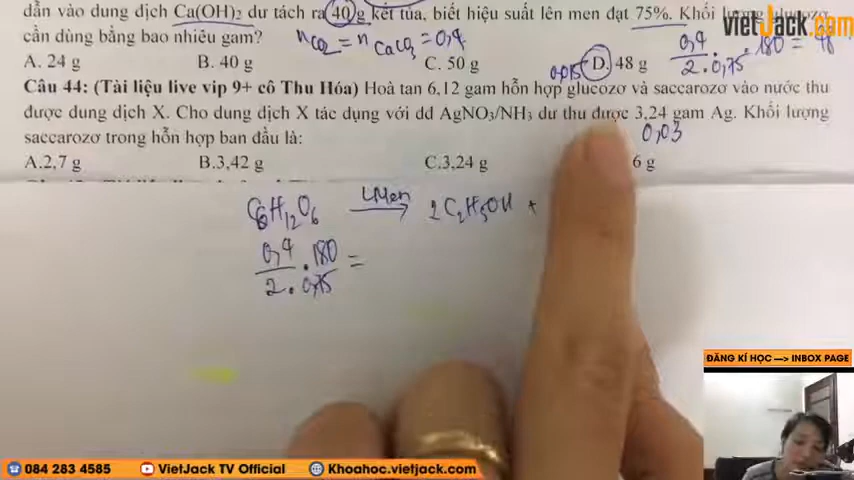 dẫn vào dung dịch Ca(OH)2 dư tách ra 40 g kết tủa, biết hiệu suất lên men đạt 75%. Khối lượng glucozơ
cần dùng bằng bao nhiêu gam?
nCO2 = nCaCO3 = 0,4
0,4 / 2.0,75 . 180 = 48
A. 24 g B. 40 g C. 50 g D. 48 g
0,015
Câu 44: (Tài liệu live vip 9+ cô Thu Hóa) Hoà tan 6,12 gam hỗn hợp glucozơ và saccarozơ vào nước thu
được dung dịch X. Cho dung dịch X tác dụng với dd AgNO3/NH3 dư thu được 3,24 gam Ag. Khối lượng
0,03
saccarozơ trong hỗn hợp ban đầu là:
A.2,7 g B.3,42 g C.3,24 g 6 g
C6H12O6 LMen → 2C2H5OH +
0,4 / 2.0,75 . 180 =
vietJack.com
ĐĂNG KÍ HỌC —> INBOX PAGE
084 283 4585 VietJack TV Official Khoahoc.vietjack.com